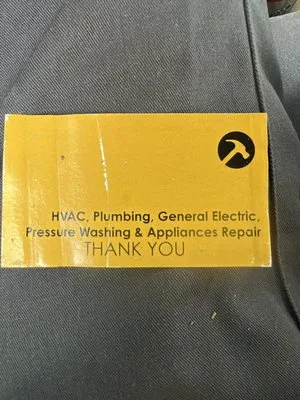 HVAC, Plumbing, General Electric,
Pressure Washing & Appliances Repair
THANK YOU